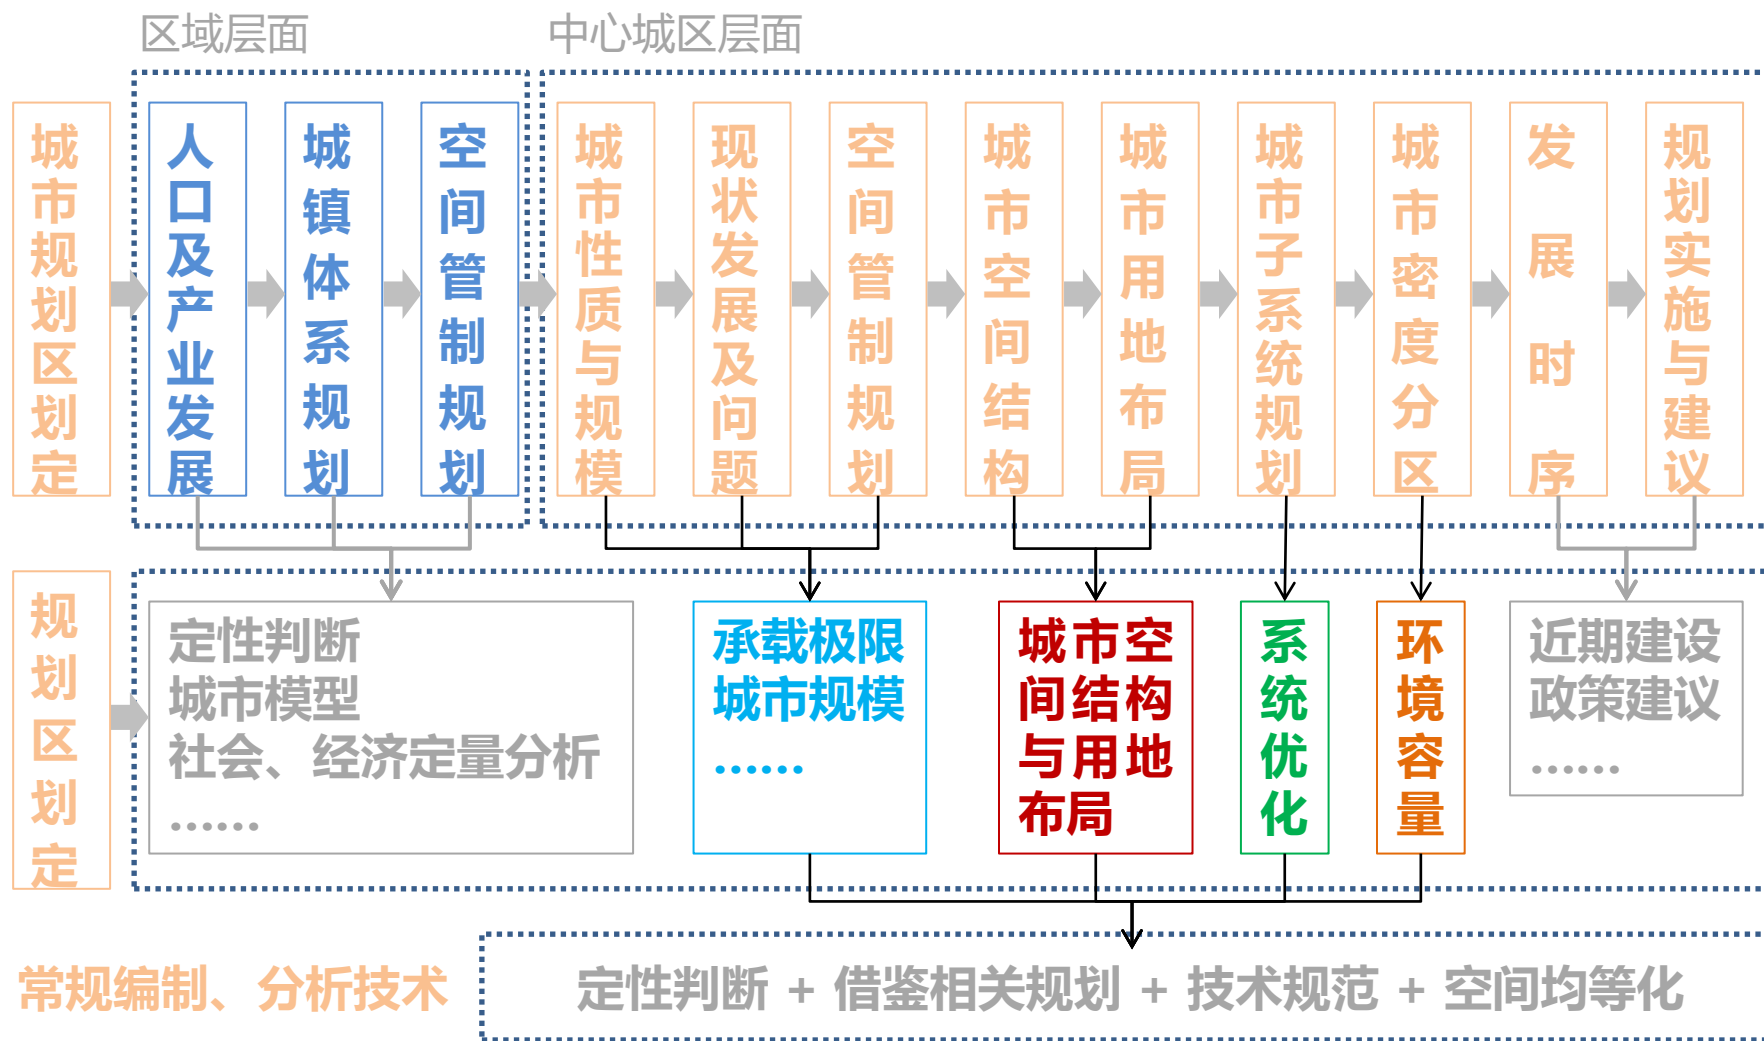 区域层面
中心城区层面
城市规划区划定
人口及产业发展
城镇体系规划
空间管制规划
城市性质与规模
现状发展及问题
空间管制规划
城市空间结构
城市用地布局
城市子系统规划
城市密度分区
发展时序
规划实施与建议
规划区划定
定性判断
城市模型
社会、经济定量分析
……
承载极限
城市规模
……
城市空
间结构
与用地
布局
系统优化
环境容量
近期建设
政策建议
……
常规编制、分析技术
定性判断 + 借鉴相关规划 + 技术规范 + 空间均等化